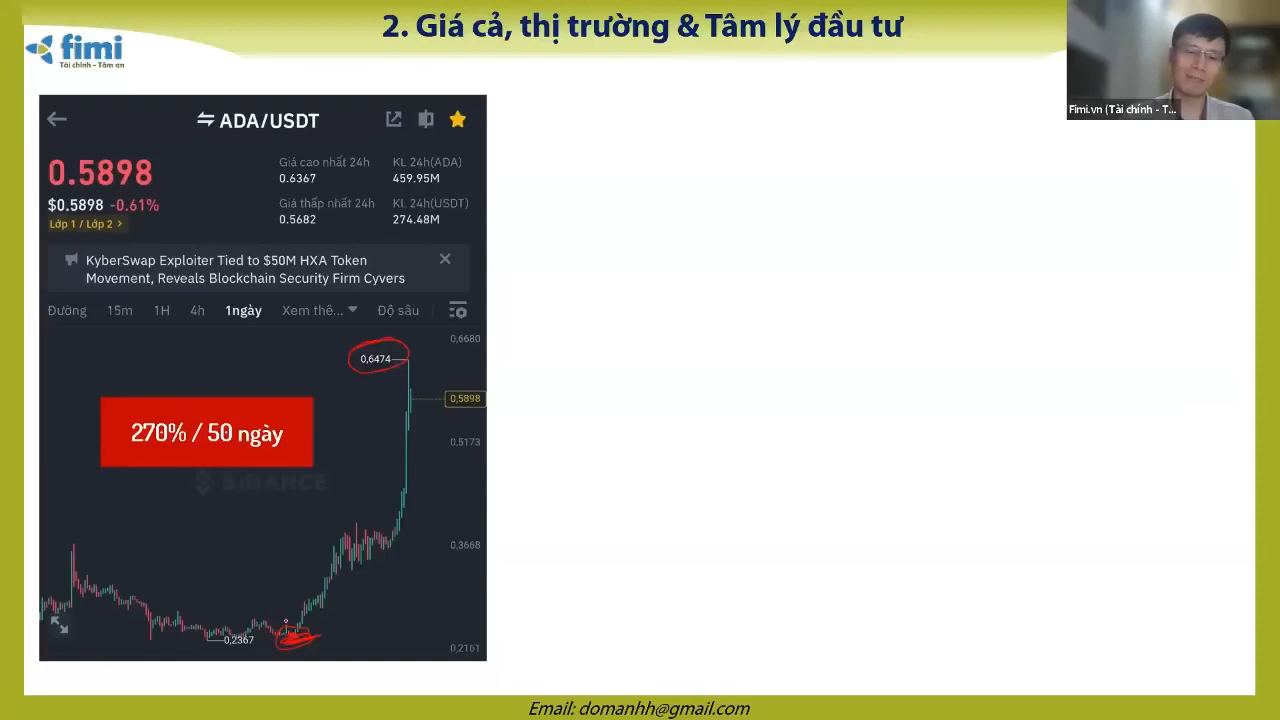 2. Giá cả, thị trường & Tâm lý đầu tư
fimi
Tài chính - Tâm an
Fimi.vn (Tài chính - T...
ADA/USDT
0.5898
$0.5898 -0.61%
Lớp 1 / Lớp 2 >
Giá cao nhất 24h
0.6367
KL 24h(ADA)
459.95M
Giá thấp nhất 24h
0.5682
KL 24h(USDT)
274.48M
KyberSwap Exploiter Tied to $50M HXA Token
Movement, Reveals Blockchain Security Firm Cyvers
Đường 15m 1H 4h 1ngày Xem thê... Độ sâu
0,6680
0,6474
0,5898
270% / 50 ngày
0,5173
BINANCE
0,3668
0,2367
0,2161
Email: domanhh@gmail.com